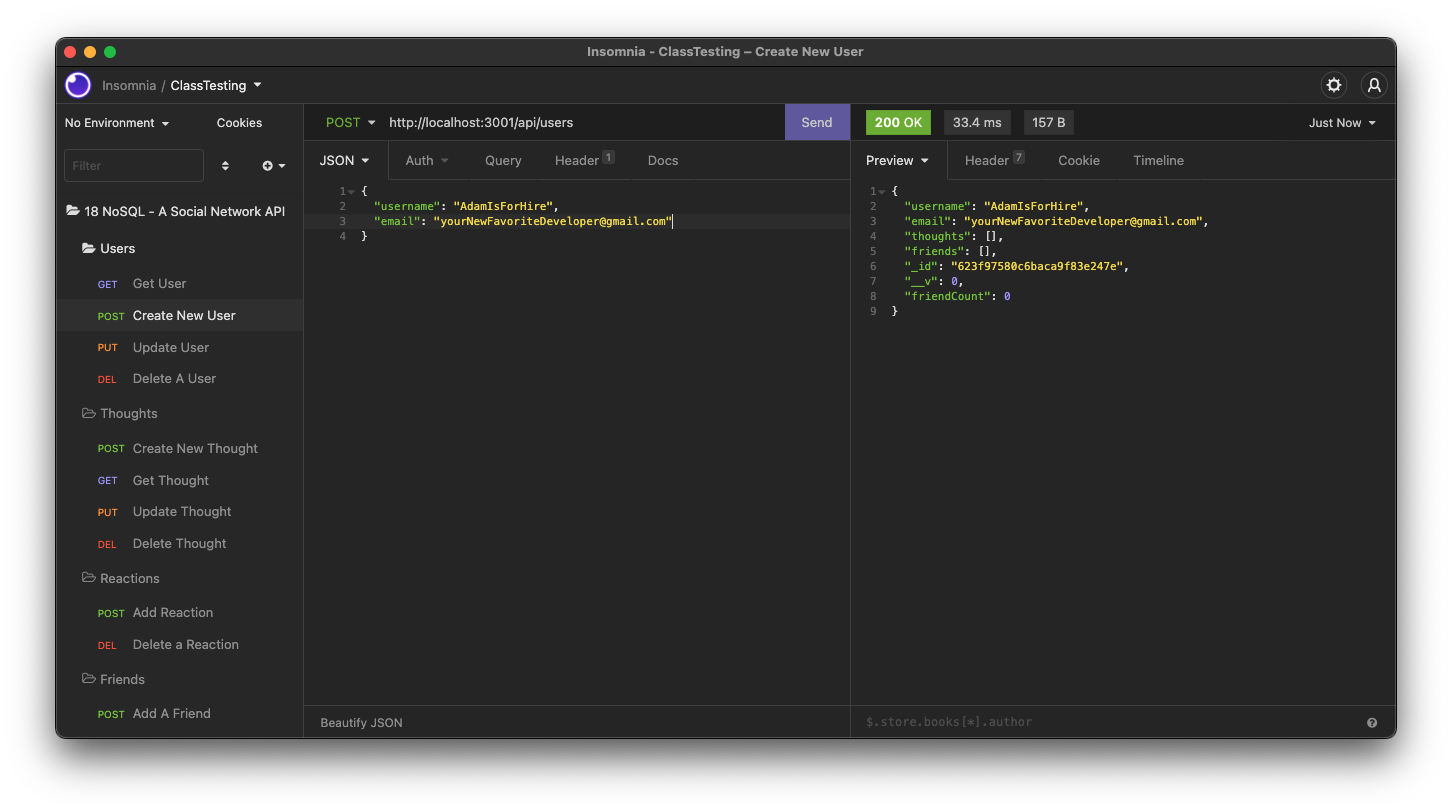 Insomnia - ClassTesting – Create New User
Insomnia / ClassTesting
No Environment Cookies
Filter
18 NoSQL - A Social Network API
Users
GET Get User
POST Create New User
PUT Update User
DEL Delete A User
Thoughts
POST Create New Thought
GET Get Thought
PUT Update Thought
DEL Delete Thought
Reactions
POST Add Reaction
DEL Delete a Reaction
Friends
POST Add A Friend
POST http://localhost:3001/api/users Send
JSON Auth Query Header 1 Docs
1 {
2 "username": "AdamIsForHire",
3 "email": "yourNewFavoriteDeveloper@gmail.com"
4 }
Beautify JSON
200 OK 33.4 ms 157 B Just Now
Preview Header 7 Cookie Timeline
1 {
2 "username": "AdamIsForHire",
3 "email": "yourNewFavoriteDeveloper@gmail.com",
4 "thoughts": [],
5 "friends": [],
6 "_id": "623f97580c6baca9f83e247e",
7 "__v": 0,
8 "friendCount": 0
9 }
$.store.books[*].author